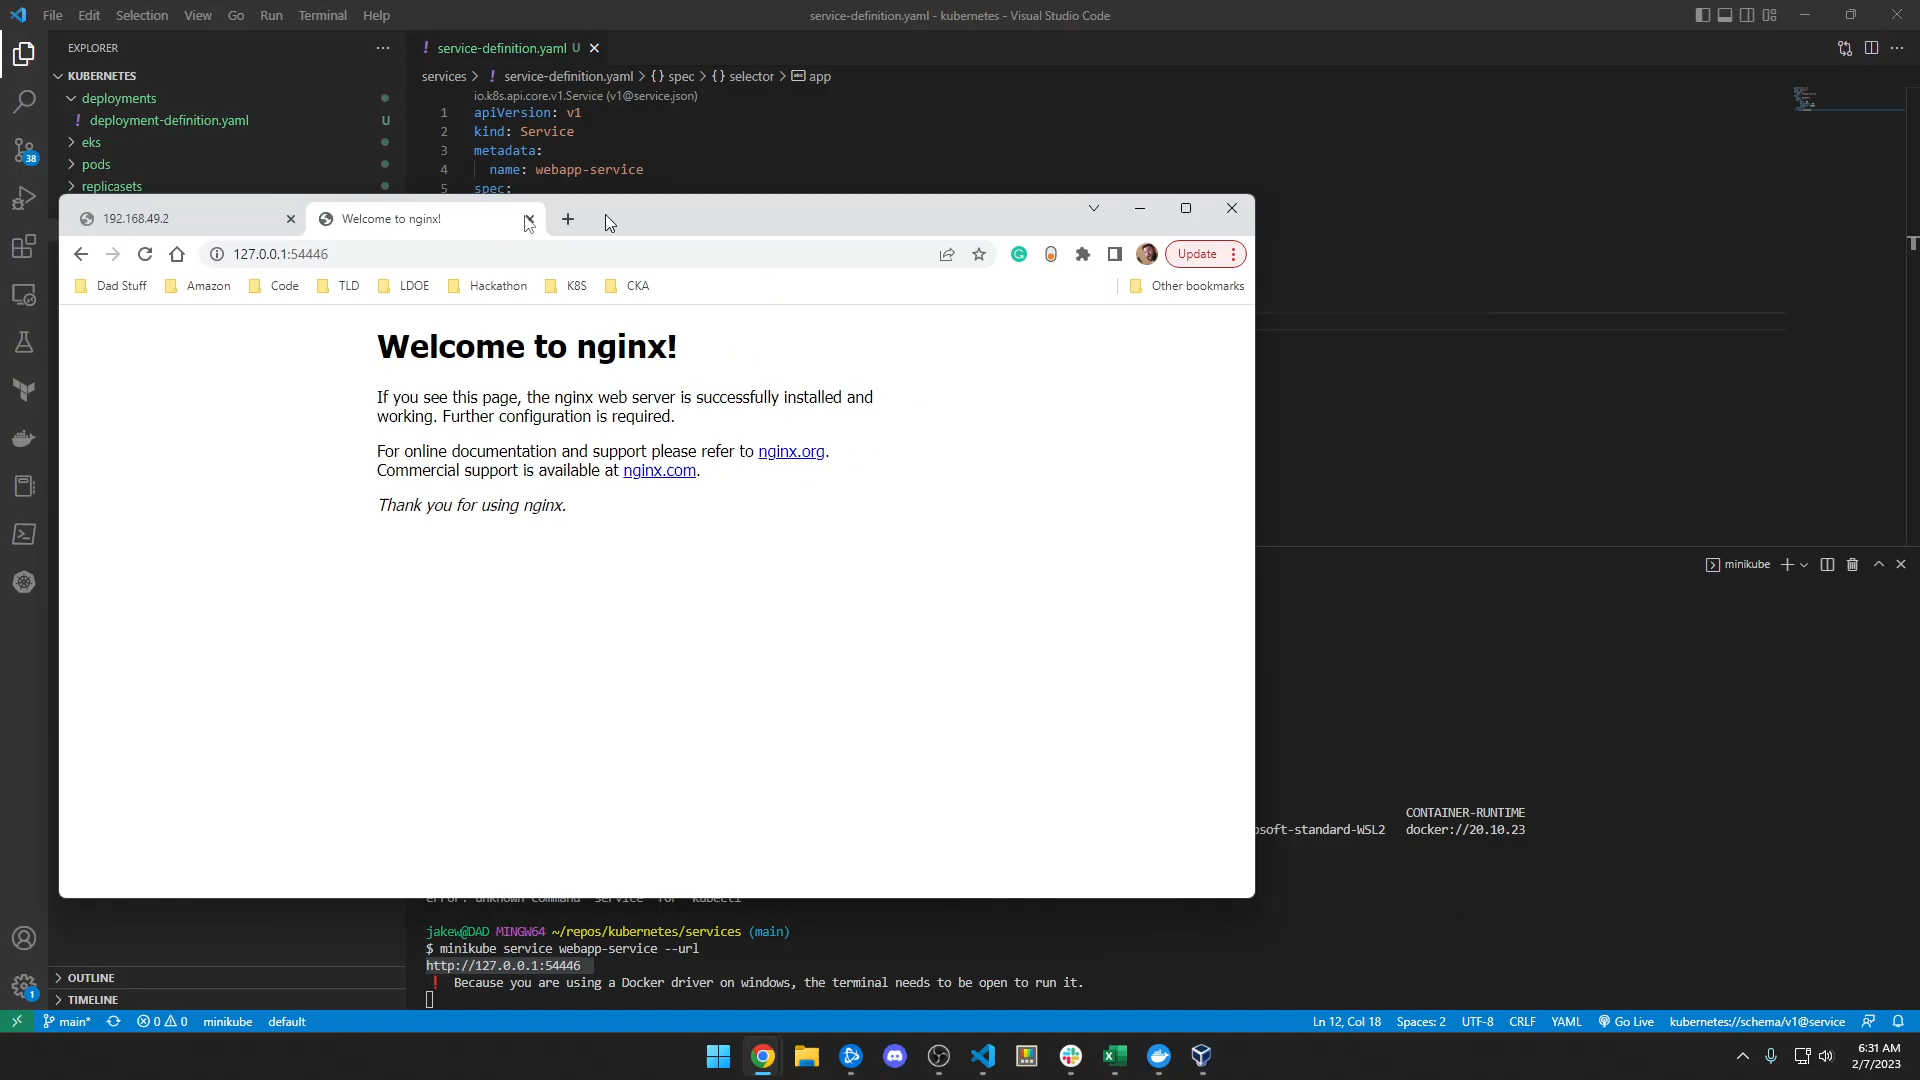 File Edit Selection View Go Run Terminal Help
service-definition.yaml - kubernetes - Visual Studio Code
EXPLORER
KUBERNETES
deployments
deployment-definition.yaml U
eks
pods
replicasets
service-definition.yaml U
services > service-definition.yaml > {} spec > {} selector > app
io.k8s.api.core.v1.Service (v1@service.json)
1 apiVersion: v1
2 kind: Service
3 metadata:
4 name: webapp-service
5 spec:
38
192.168.49.2
Welcome to nginx!
127.0.0.1:54446
Update
Dad Stuff Amazon Code TLD LDOE Hackathon K8S CKA
Other bookmarks
Welcome to nginx!
If you see this page, the nginx web server is successfully installed and
working. Further configuration is required.
For online documentation and support please refer to nginx.org.
Commercial support is available at nginx.com.
Thank you for using nginx.
minikube
CONTAINER-RUNTIME
osoft-standard-WSL2 docker://20.10.23
jakew@DAD MINGW64 ~/repos/kubernetes/services (main)
$ minikube service webapp-service --url
http://127.0.0.1:54446
! Because you are using a Docker driver on windows, the terminal needs to be open to run it.
OUTLINE
TIMELINE
1
main* 0 0 minikube default
Ln 12, Col 18 Spaces: 2 UTF-8 CRLF YAML Go Live kubernetes://schema/v1@service
6:31 AM
2/7/2023